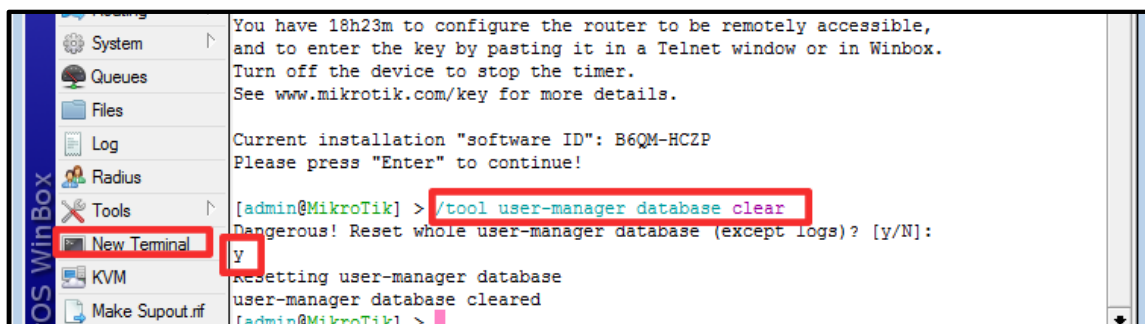 System
Queues
Files
Log
Radius
Tools
New Terminal
KVM
Make Supout.rif
OS WinBox
You have 18h23m to configure the router to be remotely accessible,
and to enter the key by pasting it in a Telnet window or in Winbox.
Turn off the device to stop the timer.
See www.mikrotik.com/key for more details.
Current installation "software ID": B6QM-HCZP
Please press "Enter" to continue!
[admin@MikroTik] > /tool user-manager database clear
Dangerous! Reset whole user-manager database (except logs)? [y/N]:
y
Resetting user-manager database
user-manager database cleared
[admin@MikroTik] >